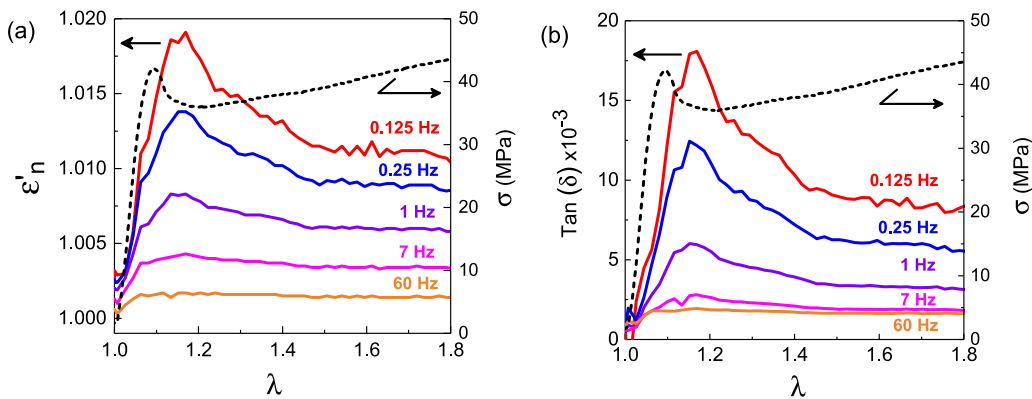 (a)
1.020
1.015
1.010
1.005
1.000
ε'n
50
40
30
20
10
0
σ (MPa)
0.125 Hz
0.25 Hz
1 Hz
7 Hz
60 Hz
1.0 1.2 1.4 1.6 1.8
λ
(b)
20
15
10
5
0
Tan (δ) x10-3
50
40
30
20
10
0
σ (MPa)
0.125 Hz
0.25 Hz
1 Hz
7 Hz
60 Hz
1.0 1.2 1.4 1.6 1.8
λ